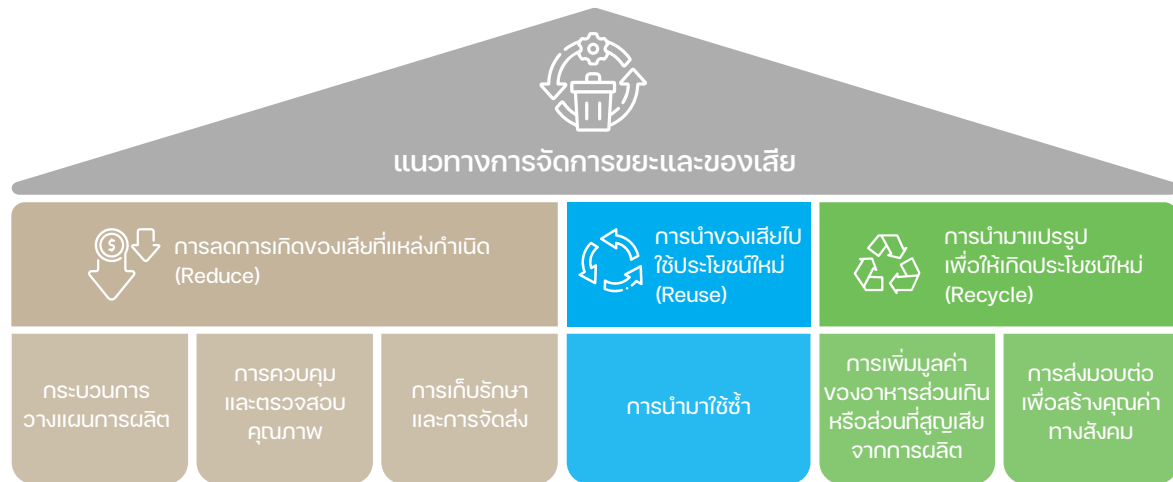 $
แนวทางการจัดการขยะและของเสีย
การลดการเกิดของเสียที่แหล่งกำเนิด
(Reduce)
การนำของเสียไป
ใช้ประโยชน์ใหม่
(Reuse)
การนำมาแปรรูป
เพื่อให้เกิดประโยชน์ใหม่
(Recycle)
กระบวนการ
วางแผนการผลิต
การควบคุม
และตรวจสอบ
คุณภาพ
การเก็บรักษา
และการจัดส่ง
การนำมาใช้ซ้ำ
การเพิ่มมูลค่า
ของอาหารส่วนเกิน
หรือส่วนที่สูญเสีย
จากการผลิต
การส่งมอบต่อ
เพื่อสร้างคุณค่า
ทางสังคม